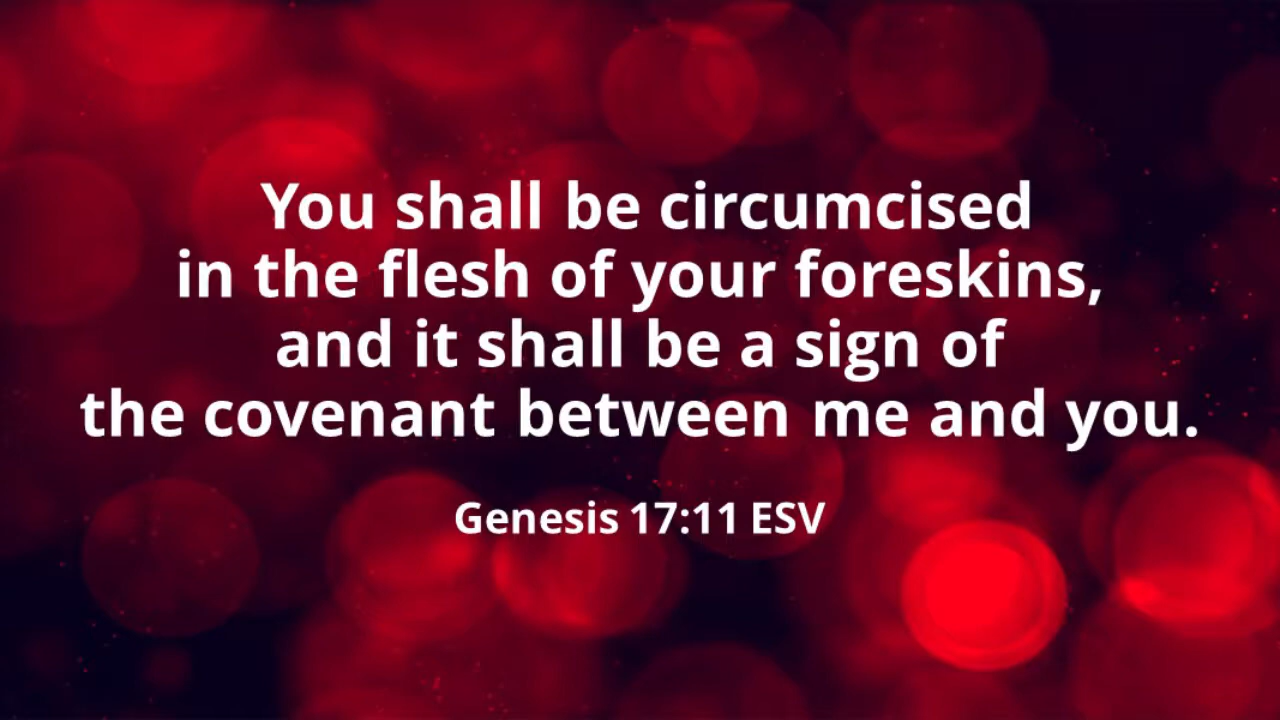 You shall be circumcised
in the flesh of your foreskins,
and it shall be a sign of
the covenant between me and you.
Genesis 17:11 ESV